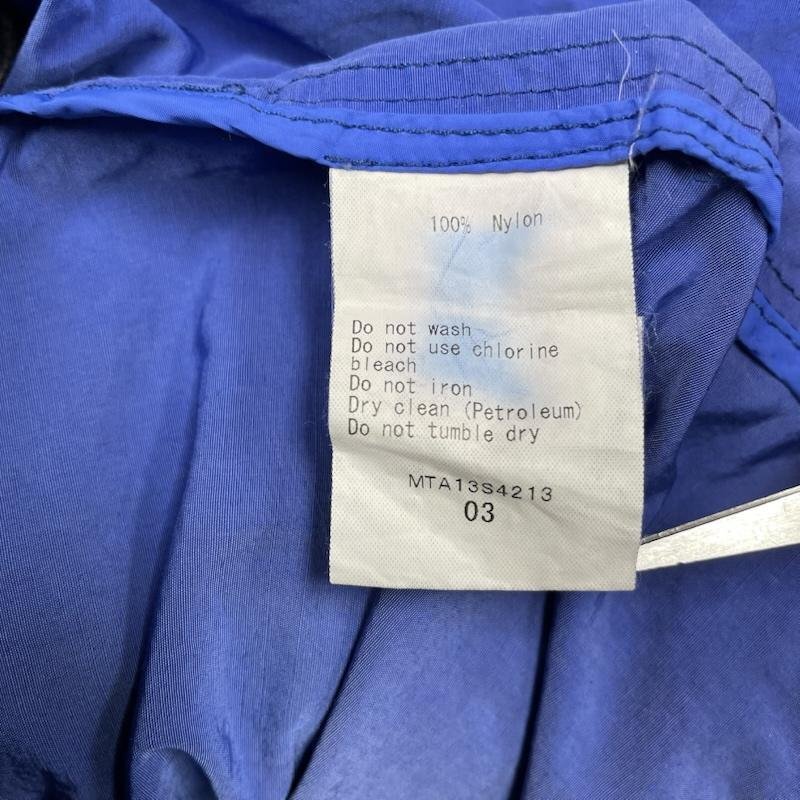 100% Nylon
Do not wash
Do not use chlorine
bleach
Do not iron
Dry clean (Petroleum)
Do not tumble dry
MTA13S4213
03